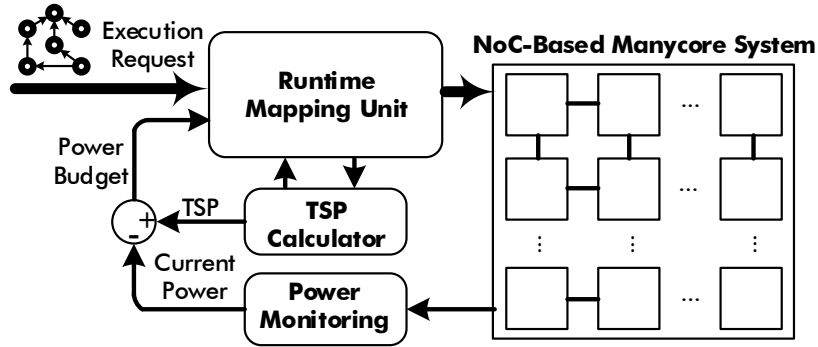 Execution
Request
NoC-Based Manycore System
Runtime
Mapping Unit
...
Power
Budget
...
TSP
TSP
Calculator
+
-
...
...
...
Current
Power
Power
Monitoring
...